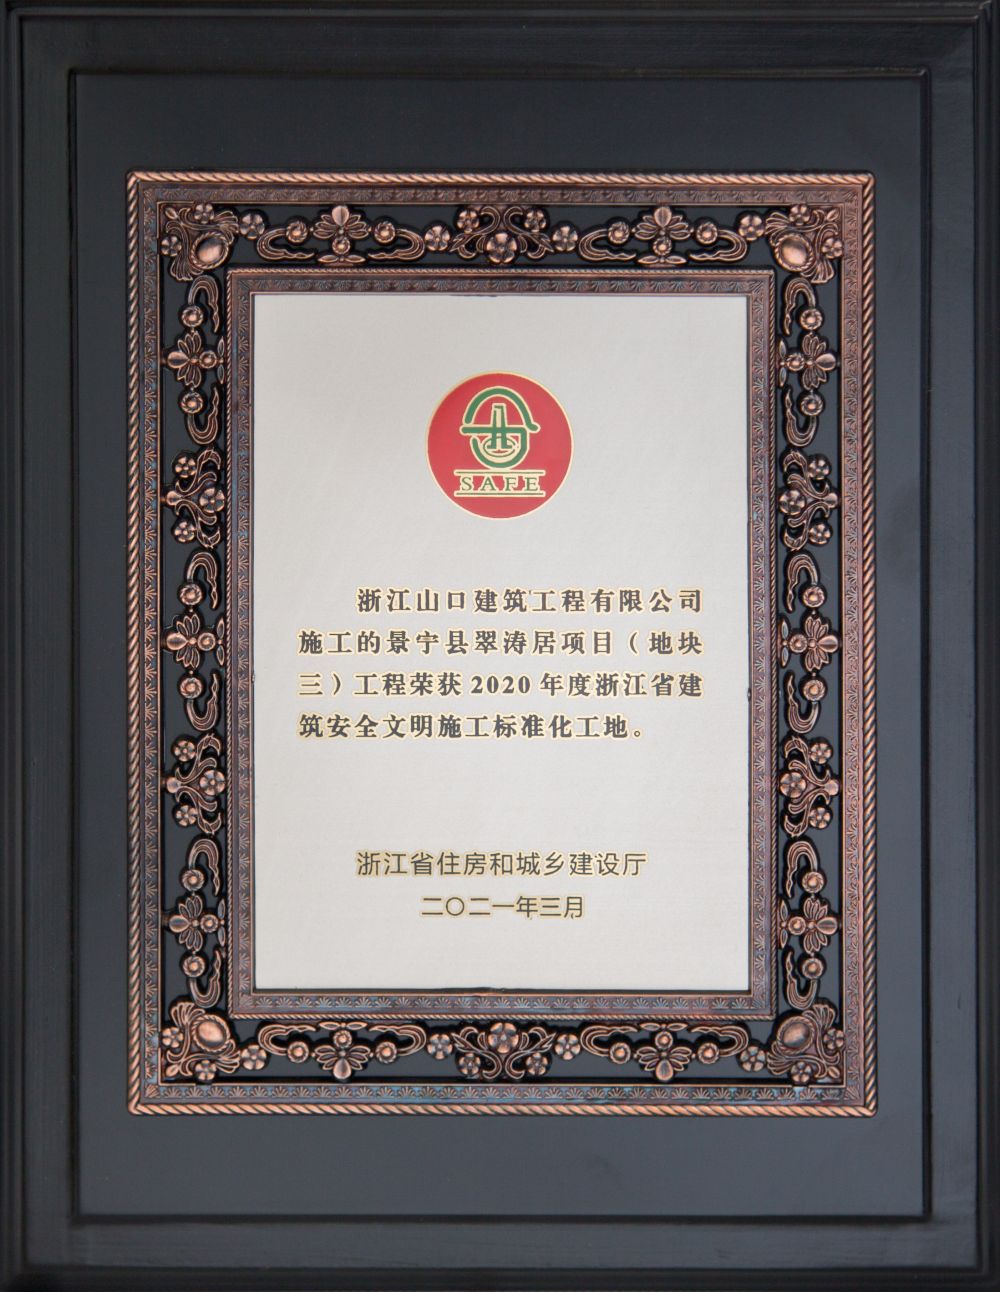 SAFE
浙江山口建筑工程有限公司
施工的景宁县翠涛居项目（地块
三）工程荣获2020年度浙江省建
筑安全文明施工标准化工地。
浙江省住房和城乡建设厅
二〇二一年三月